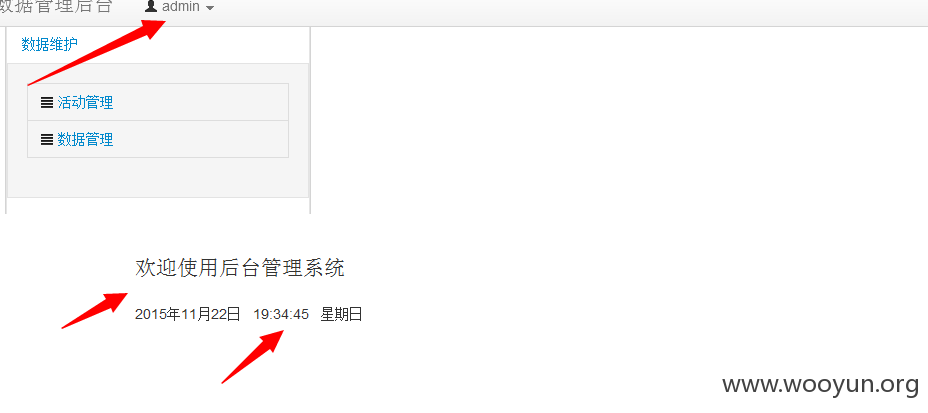 数据管理后台 admin
数据维护
活动管理
数据管理
欢迎使用后台管理系统
2015年11月22日 19:34:45 星期日
www.wooyun.org